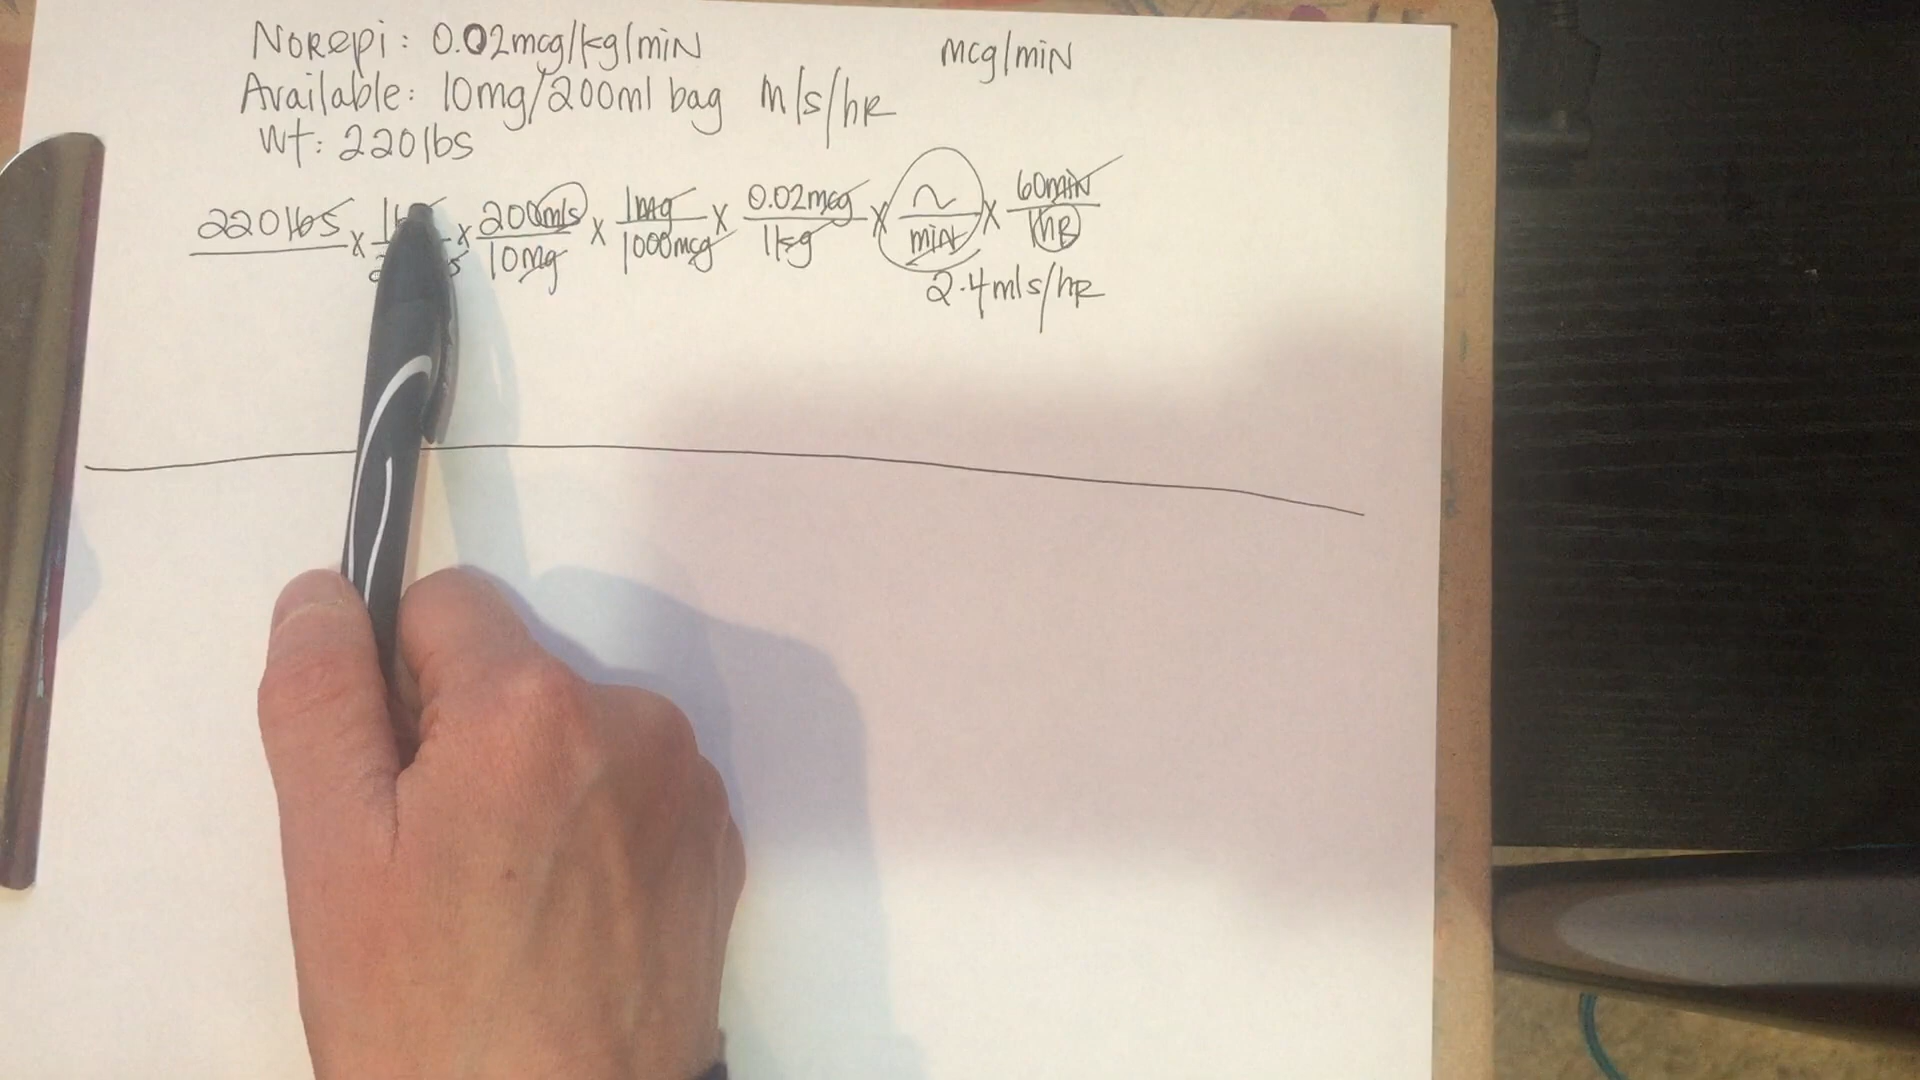 Norepi: 0.02mcg/kg/min
mcg/min
Available: 10mg/200ml bag mls/hr
Wt: 220lbs
220lbs x x 200mls x 1mg x 0.02mcg x ~ x 60min
10mg 1000mcg 1kg min 1hr
2.4mls/hr